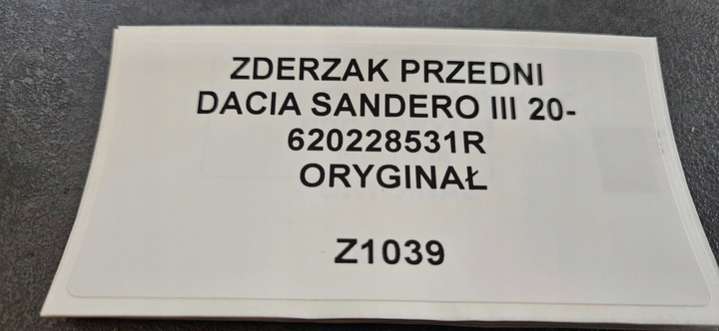 ZDERZAK PRZEDNI
DACIA SANDERO III 20-
620228531R
ORYGINAŁ
Z1039